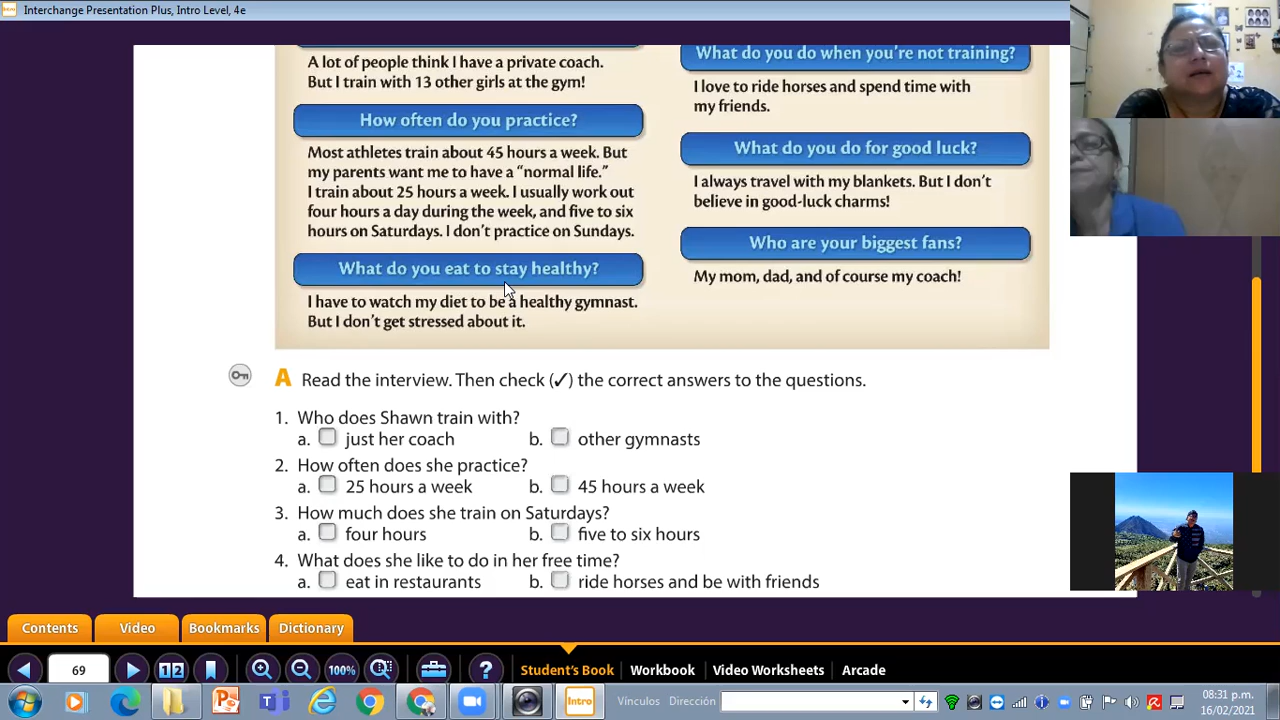 Interchange Presentation Plus, Intro Level, 4e
A lot of people think I have a private coach.
But I train with 13 other girls at the gym!
How often do you practice?
Most athletes train about 45 hours a week. But
my parents want me to have a “normal life.”
I train about 25 hours a week. I usually work out
four hours a day during the week, and five to six
hours on Saturdays. I don’t practice on Sundays.
What do you eat to stay healthy?
I have to watch my diet to be a healthy gymnast.
But I don’t get stressed about it.
What do you do when you’re not training?
I love to ride horses and spend time with
my friends.
What do you do for good luck?
I always travel with my blankets. But I don’t
believe in good-luck charms!
Who are your biggest fans?
My mom, dad, and of course my coach!
A Read the interview. Then check (✓) the correct answers to the questions.
1. Who does Shawn train with?
a. just her coach b. other gymnasts
2. How often does she practice?
a. 25 hours a week b. 45 hours a week
3. How much does she train on Saturdays?
a. four hours b. five to six hours
4. What does she like to do in her free time?
a. eat in restaurants b. ride horses and be with friends
Contents Video Bookmarks Dictionary
69 12 100% ? Student’s Book Workbook Video Worksheets Arcade
Intro Vínculos Dirección 08:31 p.m.
16/02/2021